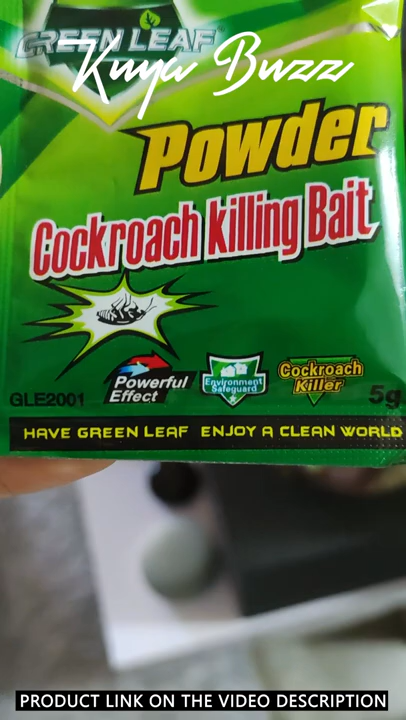 GREEN LEAF
Kuya Buzz
Powder
Cockroach killing Bait
Powerful
Effect
Environment
Safeguard
Cockroach
Killer
GLE2001
5g
HAVE GREEN LEAF ENJOY A CLEAN WORLD
PRODUCT LINK ON THE VIDEO DESCRIPTION